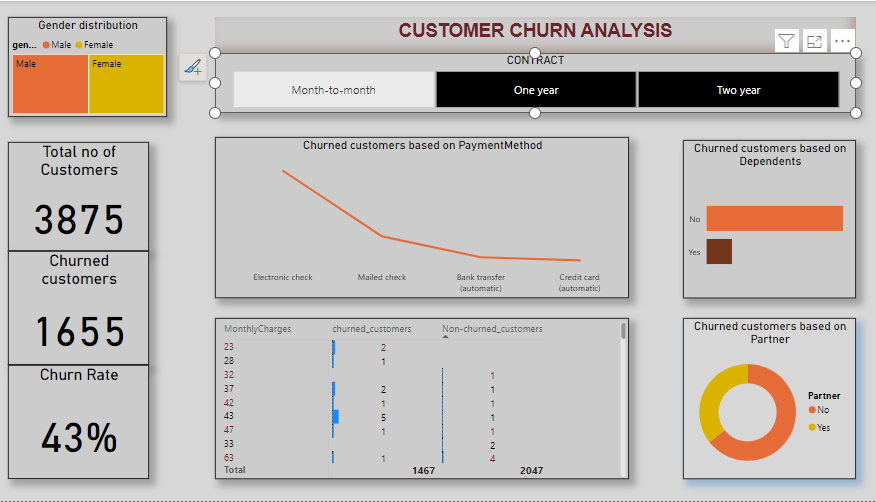 Gender distribution
gen... Male Female
Male Female
CUSTOMER CHURN ANALYSIS
CONTRACT
Month-to-month One year Two year
Total no of
Customers
3875
Churned
customers
1655
Churn Rate
43%
Churned customers based on PaymentMethod
Electronic check Mailed check Bank transfer
(automatic) Credit card
(automatic)
Churned customers based on
Dependents
No
Yes
MonthlyCharges churned_customers Non-churned_customers
23 2
28 1
32 1
37 2 1
42 1 1
43 5 1
47 1 1
33 2
63 1 4
Total 1467 2047
Churned customers based on
Partner
Partner
No
Yes